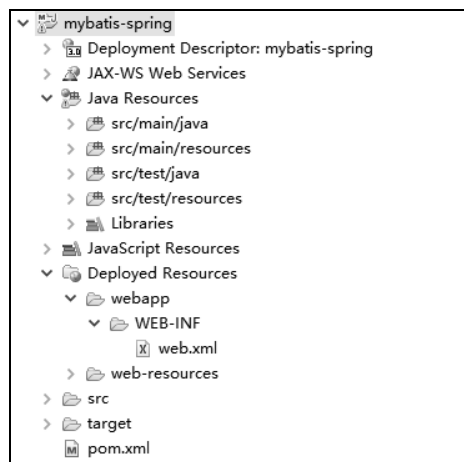 mybatis-spring
Deployment Descriptor: mybatis-spring
JAX-WS Web Services
Java Resources
src/main/java
src/main/resources
src/test/java
src/test/resources
Libraries
JavaScript Resources
Deployed Resources
webapp
WEB-INF
web.xml
web-resources
src
target
pom.xml